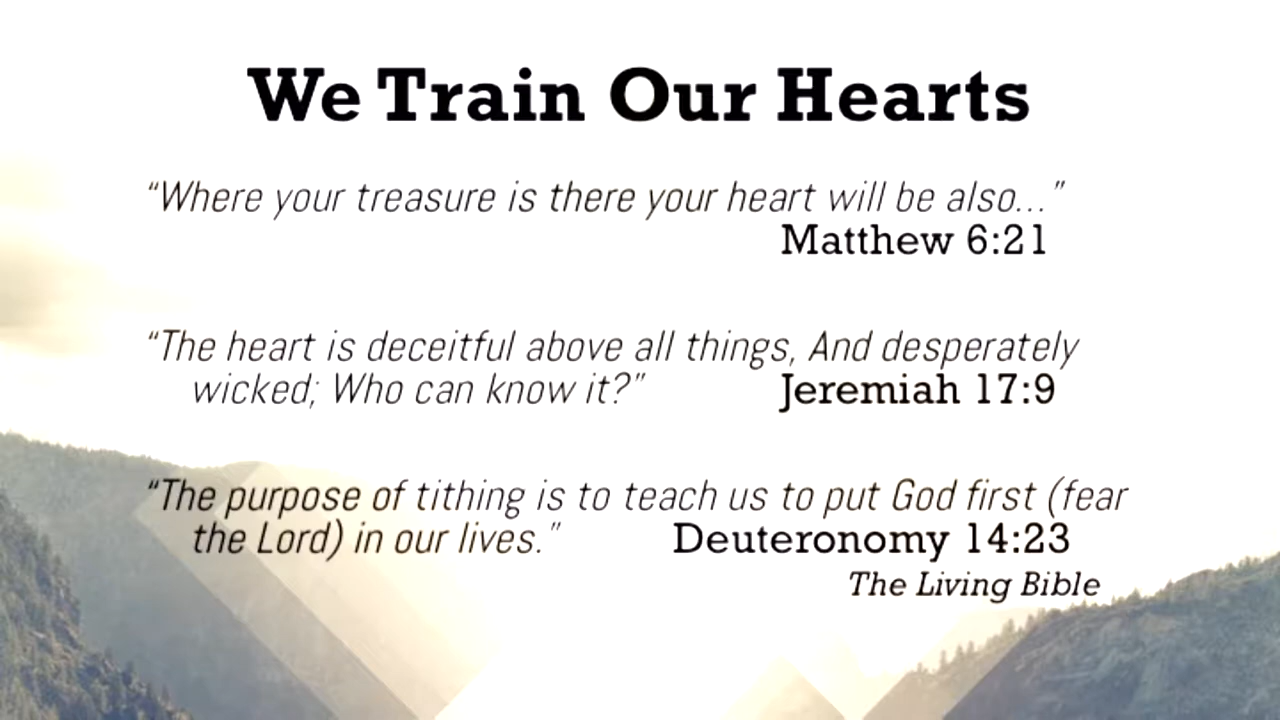 We Train Our Hearts
“Where your treasure is there your heart will be also...”
Matthew 6:21
“The heart is deceitful above all things, And desperately
wicked; Who can know it?” Jeremiah 17:9
“The purpose of tithing is to teach us to put God first (fear
the Lord) in our lives.” Deuteronomy 14:23
The Living Bible